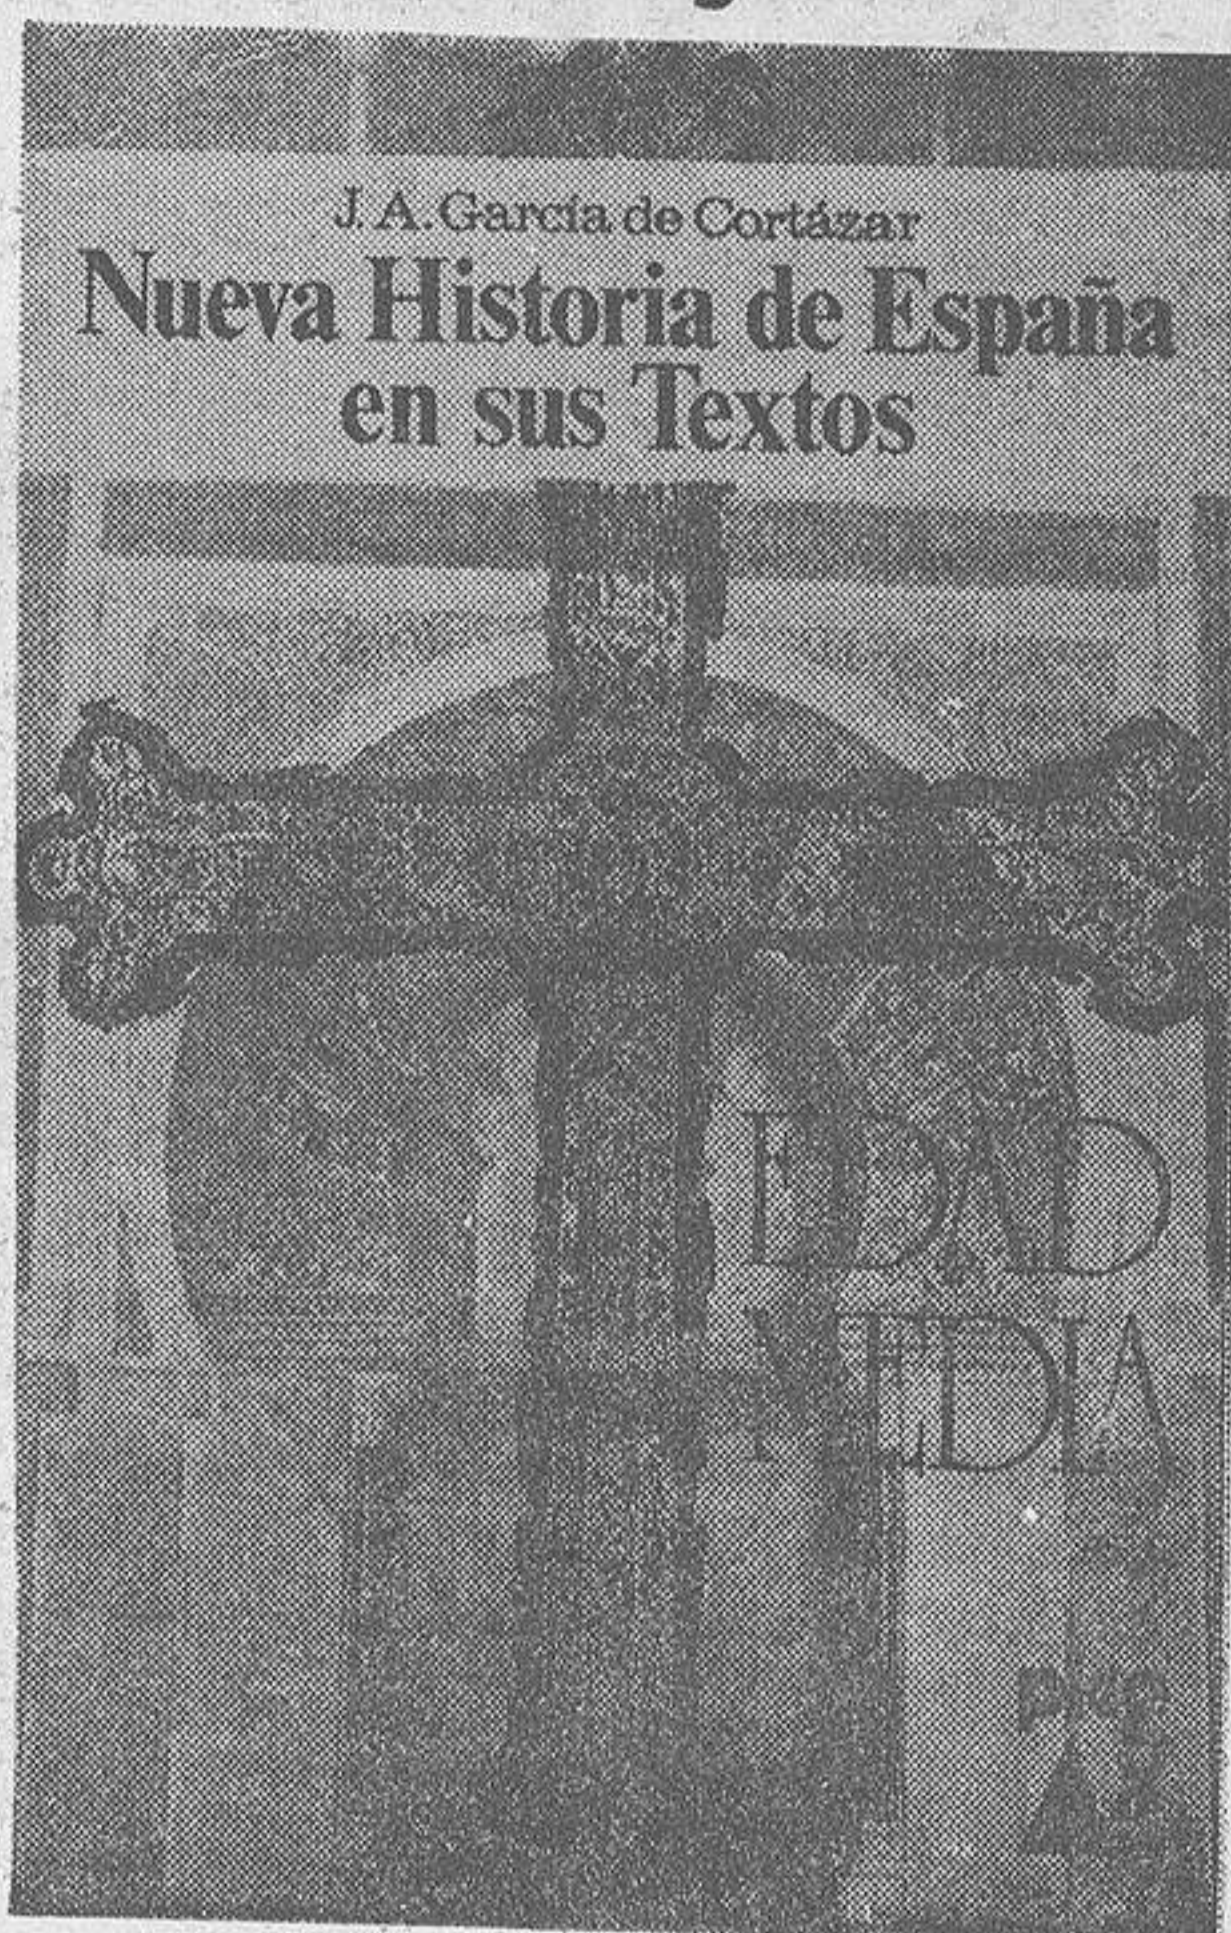 J. A. García de Cortázar
Nueva Historia de España
en sus Textos
EDAD
MEDIA